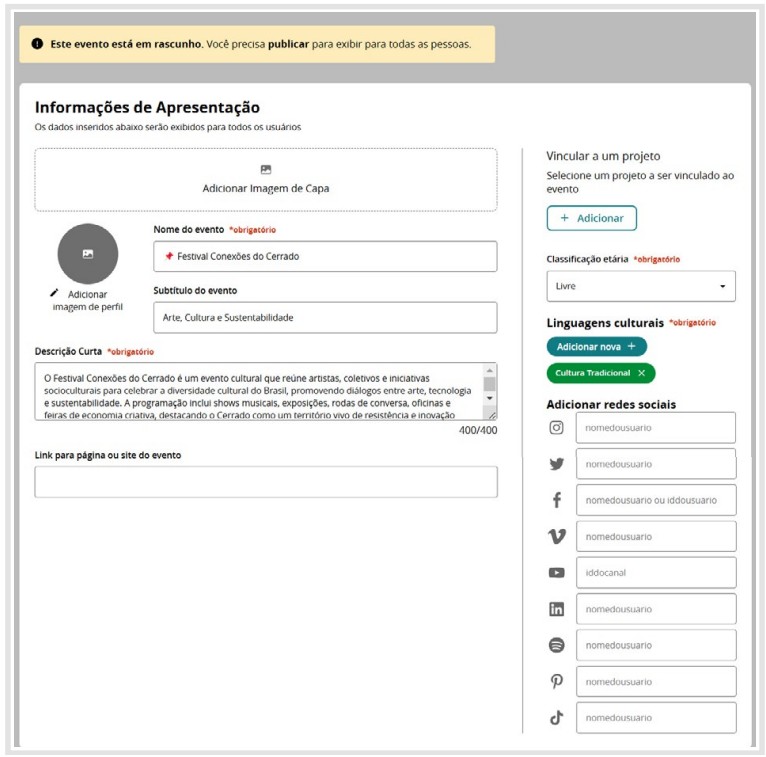 Este evento está em rascunho. Você precisa publicar para exibir para todas as pessoas.
Informações de Apresentação
Os dados inseridos abaixo serão exibidos para todos os usuários
Adicionar Imagem de Capa
Adicionar
imagem de perfil
Nome do evento *obrigatório
Festival Conexões do Cerrado
Subtítulo do evento
Arte, Cultura e Sustentabilidade
Descrição Curta *obrigatório
O Festival Conexões do Cerrado é um evento cultural que reúne artistas, coletivos e iniciativas
socioculturais para celebrar a diversidade cultural do Brasil, promovendo diálogos entre arte, tecnologia
e sustentabilidade. A programação inclui shows musicais, exposições, rodas de conversa, oficinas e
feiras de economia criativa, destacando o Cerrado como um território vivo de resistência e inovação
400/400
Link para página ou site do evento
Vincular a um projeto
Selecione um projeto a ser vinculado ao
evento
+ Adicionar
Classificação etária *obrigatório
Livre
Linguagens culturais *obrigatório
Adicionar nova +
Cultura Tradicional ×
Adicionar redes sociais
nomedousuario
nomedousuario
nomedousuario ou iddousuario
nomedousuario
iddocanal
nomedousuario
nomedousuario
nomedousuario
nomedousuario